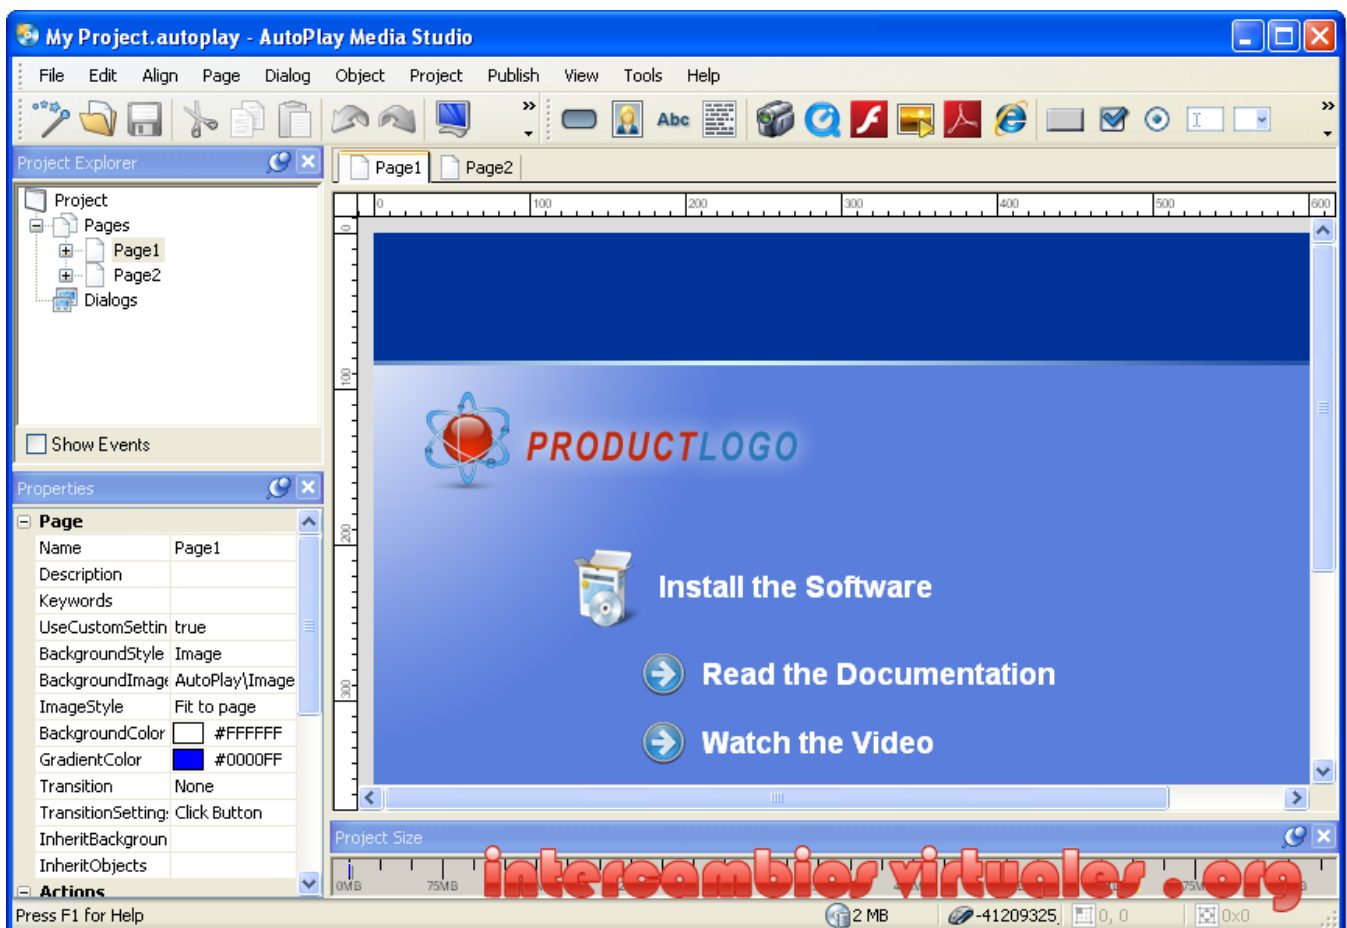 My Project.autoplay - AutoPlay Media Studio
File Edit Align Page Dialog Object Project Publish View Tools Help
Abc
Project Explorer
Project
Pages
Page1
Page2
Dialogs
Show Events
Properties
Page
Name Page1
Description
Keywords
UseCustomSettin true
BackgroundStyle Image
BackgroundImage AutoPlay\Image
ImageStyle Fit to page
BackgroundColor #FFFFFF
GradientColor #0000FF
Transition None
TransitionSetting: Click Button
InheritBackgroun
InheritObjects
Actions
Page1 Page2
0 100 200 300 400 500 600
0
100
200
300
PRODUCTLOGO
Install the Software
Read the Documentation
Watch the Video
Project Size
0MB 75MB
intercambios virtuales . org
Press F1 for Help
2 MB -41209325 0, 0 0x0